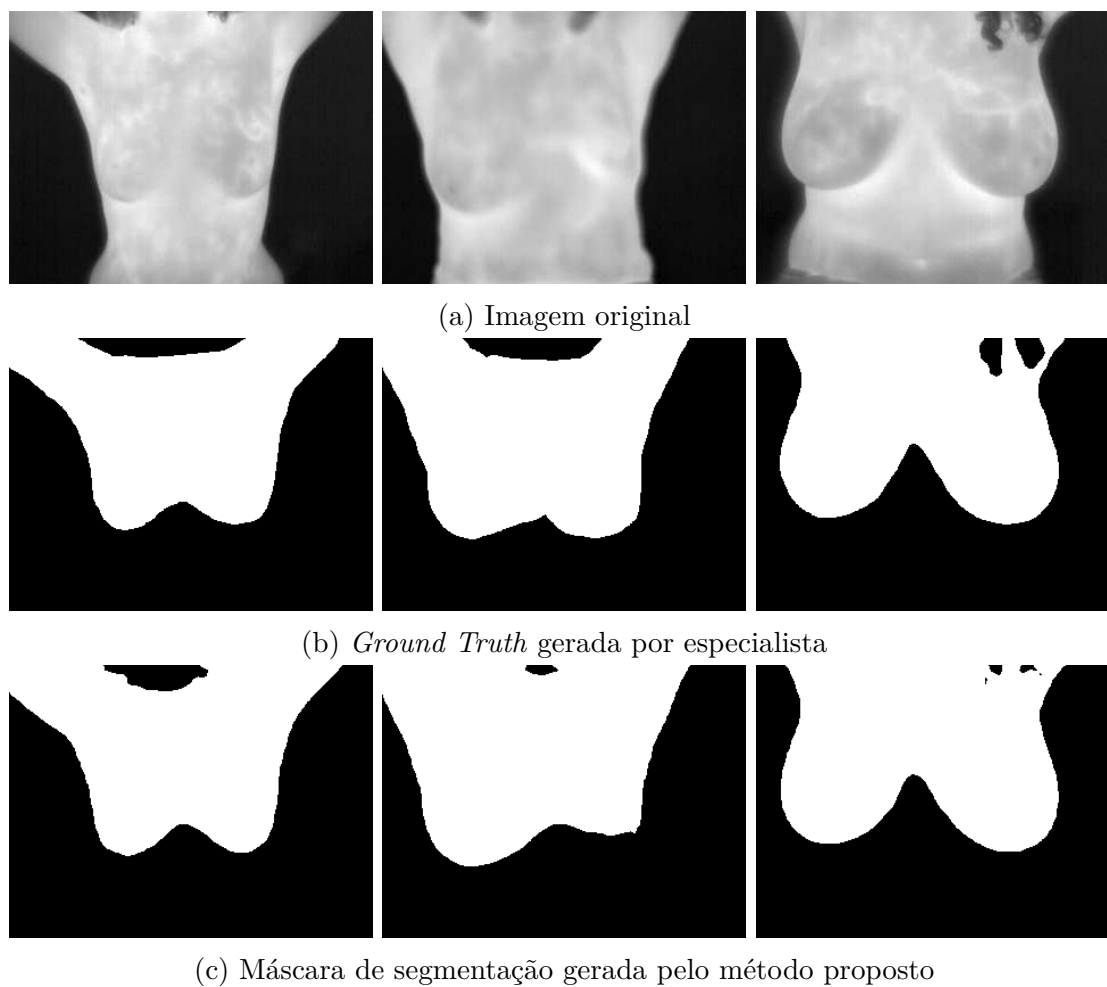 (a) Imagem original
(b) Ground Truth gerada por especialista
(c) Máscara de segmentação gerada pelo método proposto